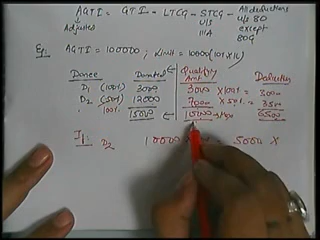 AGTI = GTI - LTCG - STCG - All deductions
Adjusted u/s 111A u/s 80 except 80G
Eg: AGTI = 100000 ; Limit = 10000 (10% × 1L)
Donee Donated Qualifying Amt Deduction
D1 (100%) 3000 3000 × 100% = 3000
D2 (50%) 12000 7000 × 50% = 3500
100% 15000 10000 6500
I1: D2 10000 5000 ×